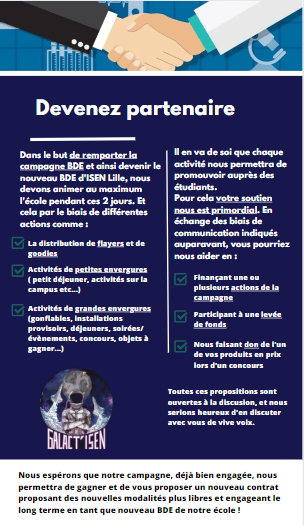 Devenez partenaire
Dans le but de remporter la
campagne BDE et ainsi devenir le
nouveau BDE d'ISEN Lille, nous
devons animer au maximum
l'école pendant ces 2 jours. Et
cela par le biais de différentes
actions comme :
La distribution de flayers et de
goodies
Activités de petites envergures
( petit déjeuner, activités sur la
campus etc...)
Activités de grandes envergures
(gonflables, installations
provisoirs, déjeuners, soirées/
évènements, concours, objets à
gagner...)
GALACT'ISEN
Il en va de soi que chaque
activité nous permettra de
promouvoir auprès des
étudiants.
Pour cela votre soutien
nous est primordial. En
échange des biais de
communication indiqués
auparavant, vous pourriez
nous aider en :
Finançant une ou
plusieurs actions de la
campagne
Participant à une levée
de fonds
Nous faisant don de l'un
de vos produits en prix
lors d'un concours
Toutes ces propositions sont
ouvertes à la discusion, et nous
serions heureux d'en discuter
avec vous de vive voix.
Nous espérons que notre campagne, déjà bien engagée, nous
permettra de gagner et de vous proposer un nouveau contrat
proposant des nouvelles modalités plus libres et engageant le
long terme en tant que nouveau BDE de notre école !